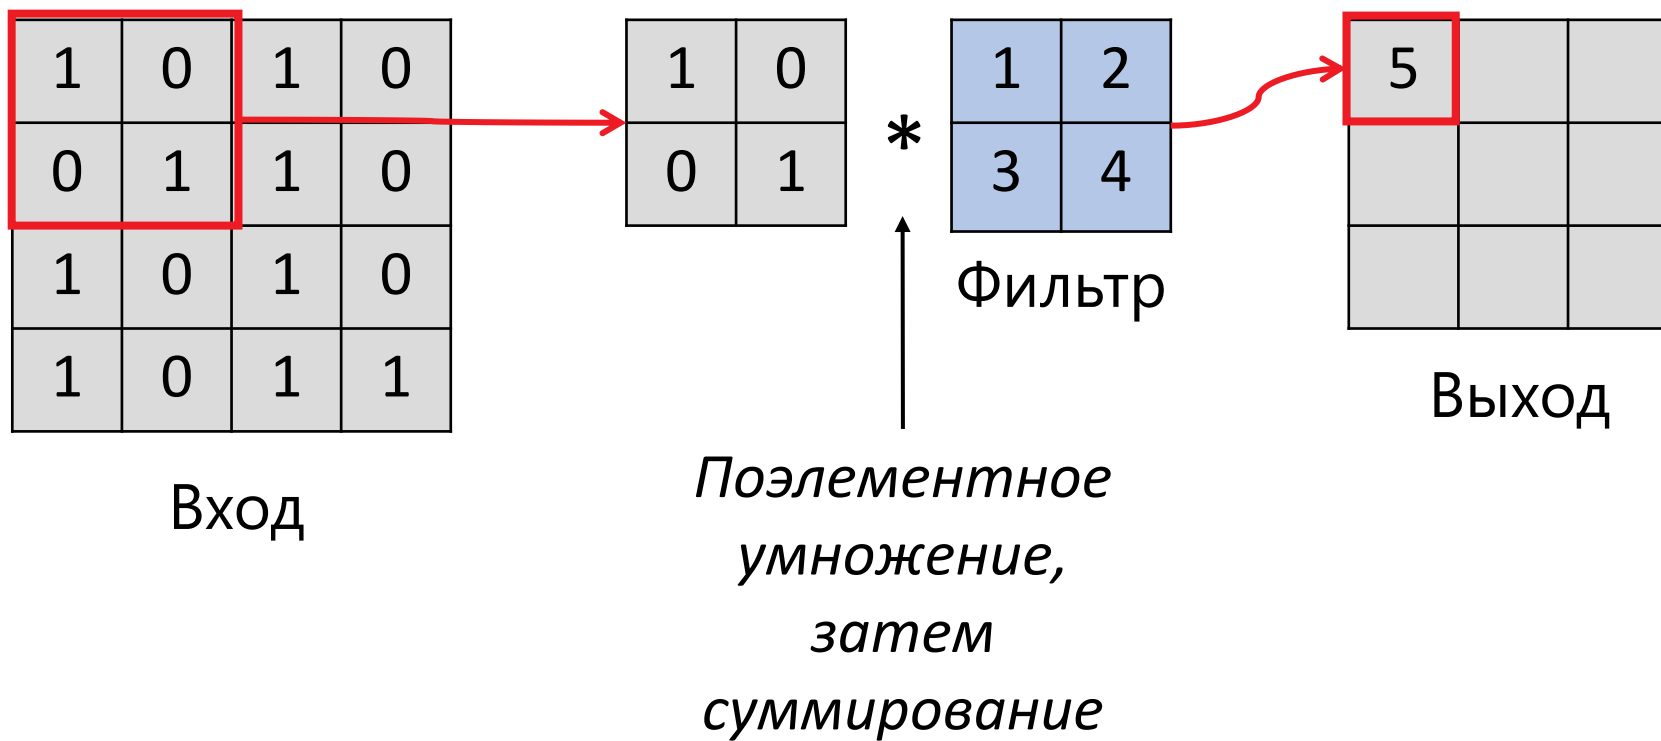 1 0 1 0
0 1 1 0
1 0 1 0
1 0 1 1
Вход
1 0
0 1
*
1 2
3 4
Фильтр
5
Выход
Поэлементное
умножение,
затем
суммирование